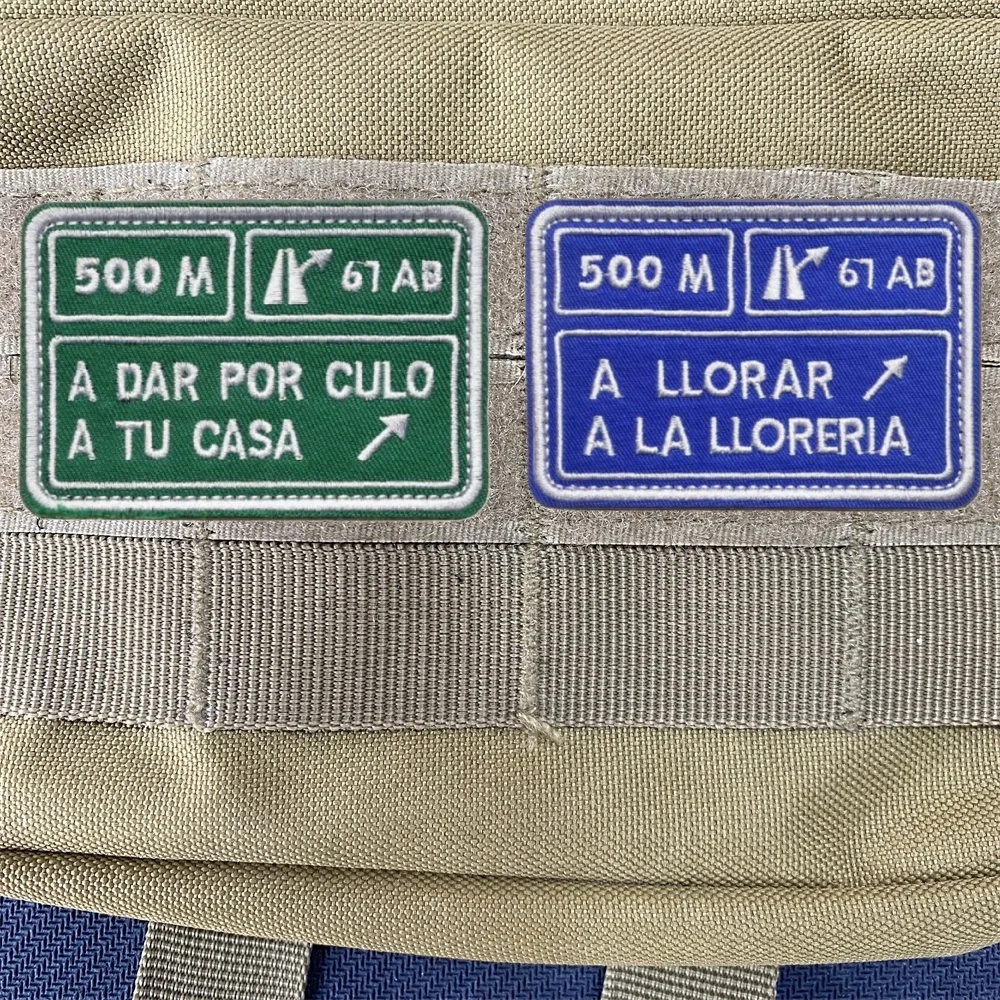 500 M
67 AB
A DAR POR CULO
A TU CASA
500 M
67 AB
A LLORAR
A LA LLORERIA